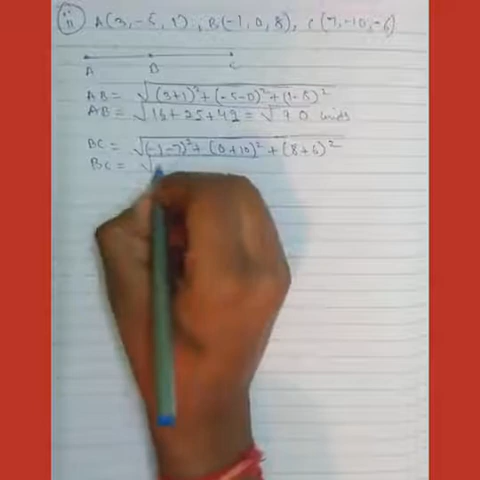 ii) A(3, -5, 1), B(-1, 0, 8), C(7, -10, -6)
A B C
AB = √(3+1)² + (-5-0)² + (1-8)²
AB = √16 + 25 + 49 = √90 units
BC = √(-1-7)² + (0+10)² + (8+6)²
BC = √